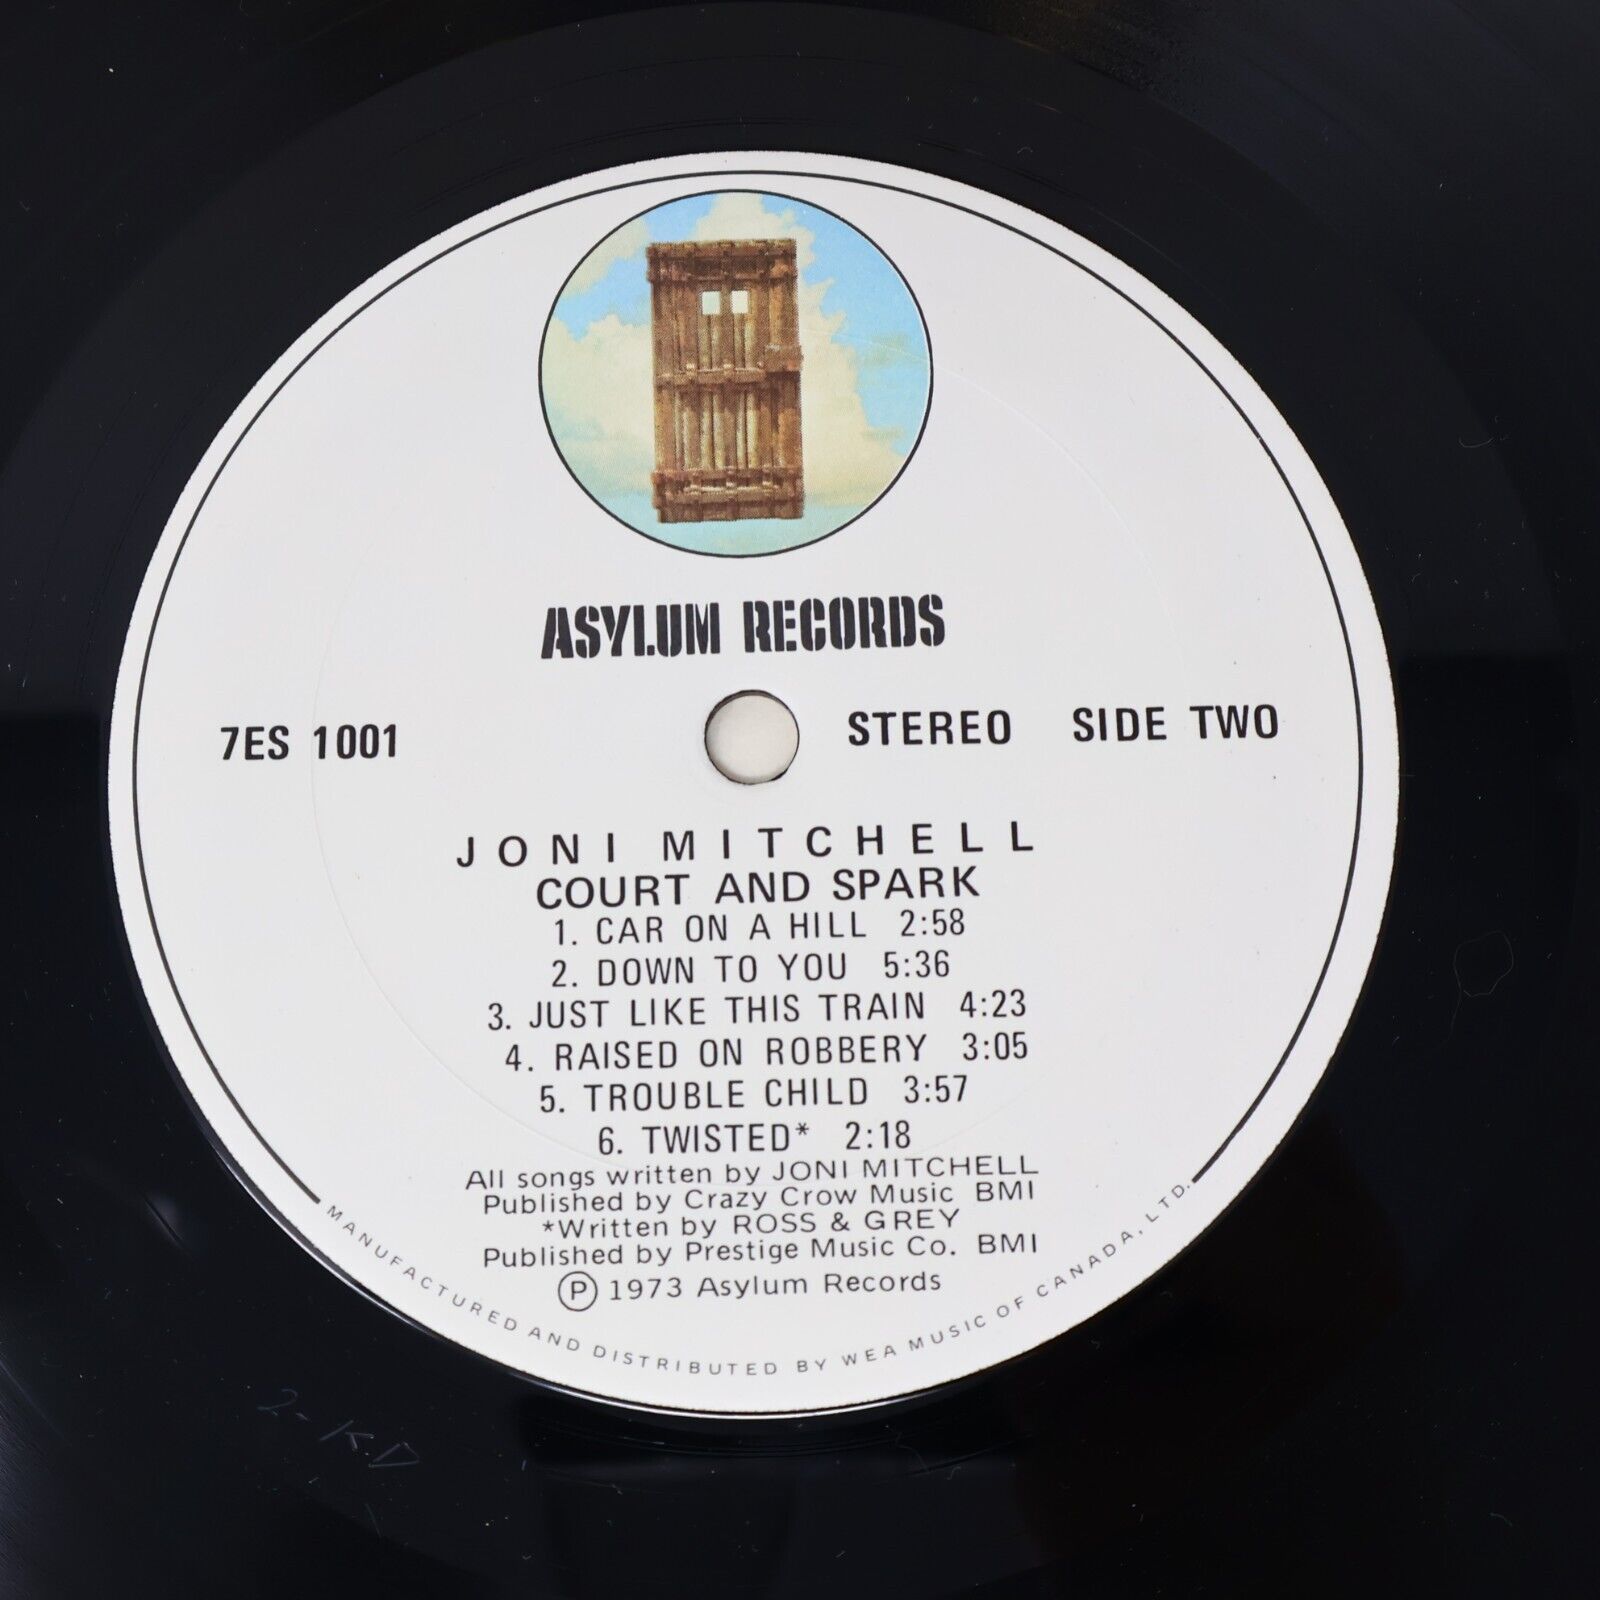 ASYLUM RECORDS
7ES 1001 STEREO SIDE TWO
JONI MITCHELL
COURT AND SPARK
1. CAR ON A HILL 2:58
2. DOWN TO YOU 5:36
3. JUST LIKE THIS TRAIN 4:23
4. RAISED ON ROBBERY 3:05
5. TROUBLE CHILD 3:57
6. TWISTED* 2:18
All songs written by JONI MITCHELL
Published by Crazy Crow Music BMI
*Written by ROSS & GREY
Published by Prestige Music Co. BMI
Ⓟ 1973 Asylum Records
MANUFACTURED AND DISTRIBUTED BY WEA MUSIC OF CANADA, LTD.
2-K.D